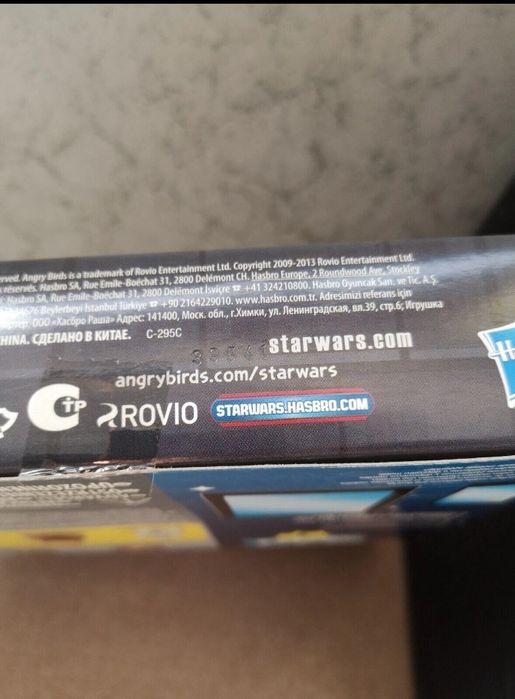 rved. Angry Birds is a trademark of Rovio Entertainment Ltd. Copyright 2009-2013 Rovio Entertainment Ltd.
réservés. Hasbro SA, Rue Emile-Boéchat 31, 2800 Delémont CH. Hasbro Europe, 2 Roundwood Ave, Stockley
Hasbro SA, Rue Emile-Boéchat 31, 2800 Delémont.İsviçre ☎ +41 324210800. Hasbro Oyuncak San. ve Tic. A.Ş.
34676 Beylerbeyi İstanbul Türkiye ☎ +90 2164229010. www.hasbro.com.tr. Adresimizi referans için
ООО «Хасбро Раша» Адрес: 141400, Моск. обл., г.Химки, ул. Ленинградская, вл.39, стр.6; Игрушка
HINA. СДЕЛАНО В КИТАЕ. C-295C
starwars.com
angrybirds.com/starwars
ROVIO STARWARS.HASBRO.COM